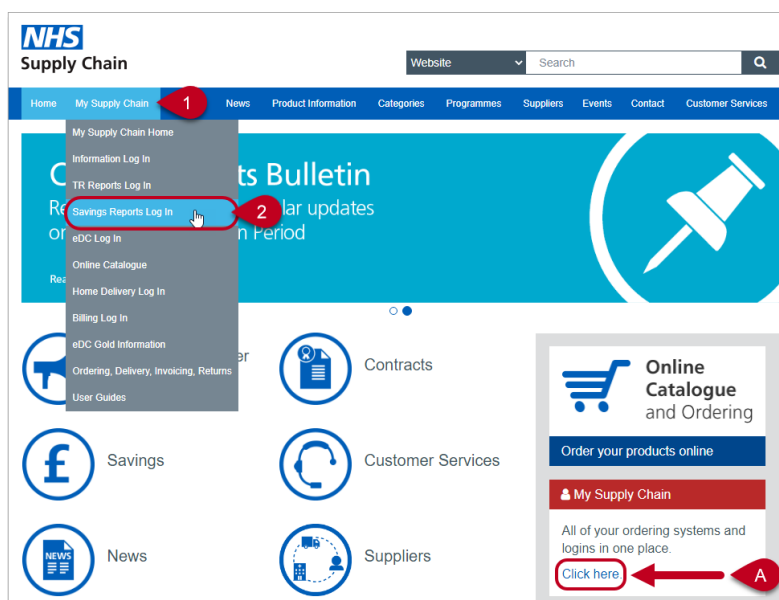 NHS
Supply Chain
Website
Search
Home My Supply Chain 1 News Product Information Categories Programmes Suppliers Events Contact Customer Services
My Supply Chain Home
Information Log In
TR Reports Log In
Savings Reports Log In 2
eDC Log In
Online Catalogue
Home Delivery Log In
Billing Log In
eDC Gold Information
Ordering, Delivery, Invoicing, Returns
User Guides
C ts Bulletin
Re lar updates
or n Period
Rea
er
Contracts
Savings
Customer Services
NEWS
News
Suppliers
Online
Catalogue
and Ordering
Order your products online
My Supply Chain
All of your ordering systems and
logins in one place.
Click here. A